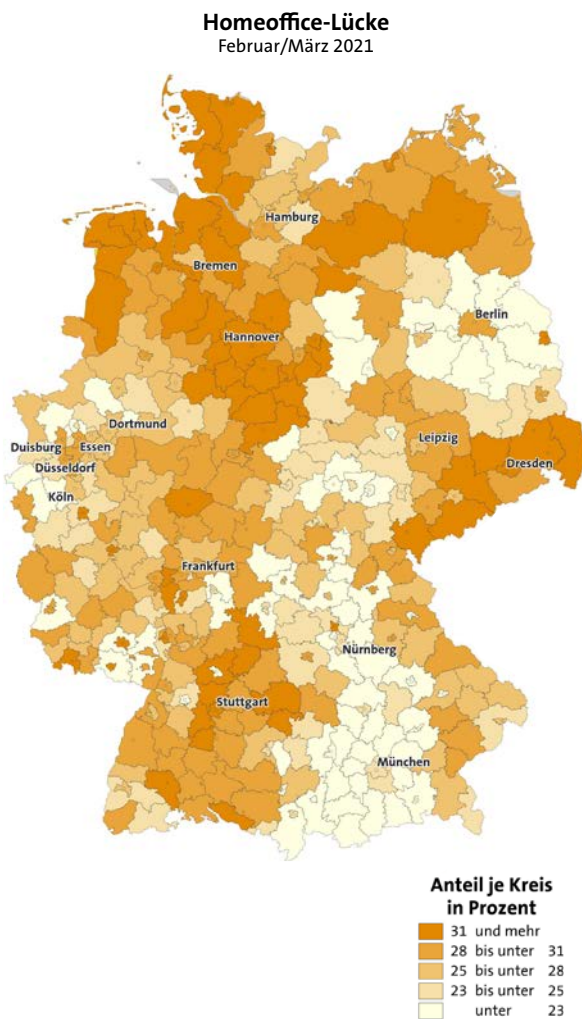 Homeoffice-Lücke
Februar/März 2021
Hamburg
Bremen
Berlin
Hannover
Dortmund
Duisburg
Essen
Leipzig
Düsseldorf
Dresden
Köln
Frankfurt
Nürnberg
Stuttgart
München
Anteil je Kreis
in Prozent
31 und mehr
28 bis unter 31
25 bis unter 28
23 bis unter 25
unter 23